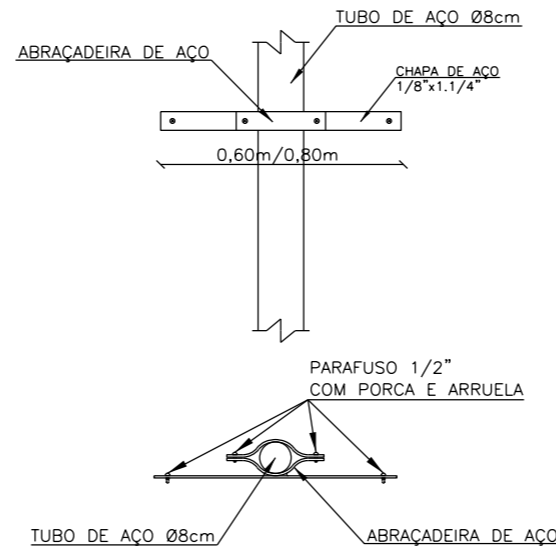 TUBO DE AÇO Ø8cm
ABRAÇADEIRA DE AÇO
CHAPA DE AÇO
1/8"x1.1/4"
0,60m/0,80m
PARAFUSO 1/2"
COM PORCA E ARRUELA
TUBO DE AÇO Ø8cm
ABRAÇADEIRA DE AÇO